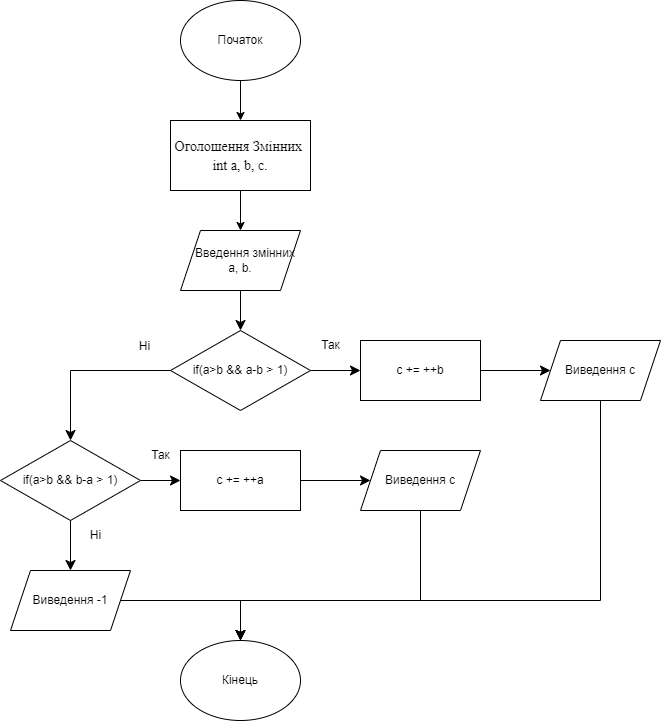 Початок
Оголошення Змінних
int a, b, c.
Введення змінних
a, b.
Ні
if(a>b && a-b > 1)
Так
c += ++b
Виведення c
if(a>b && b-a > 1)
Так
c += ++a
Виведення c
Ні
Виведення -1
Кінець